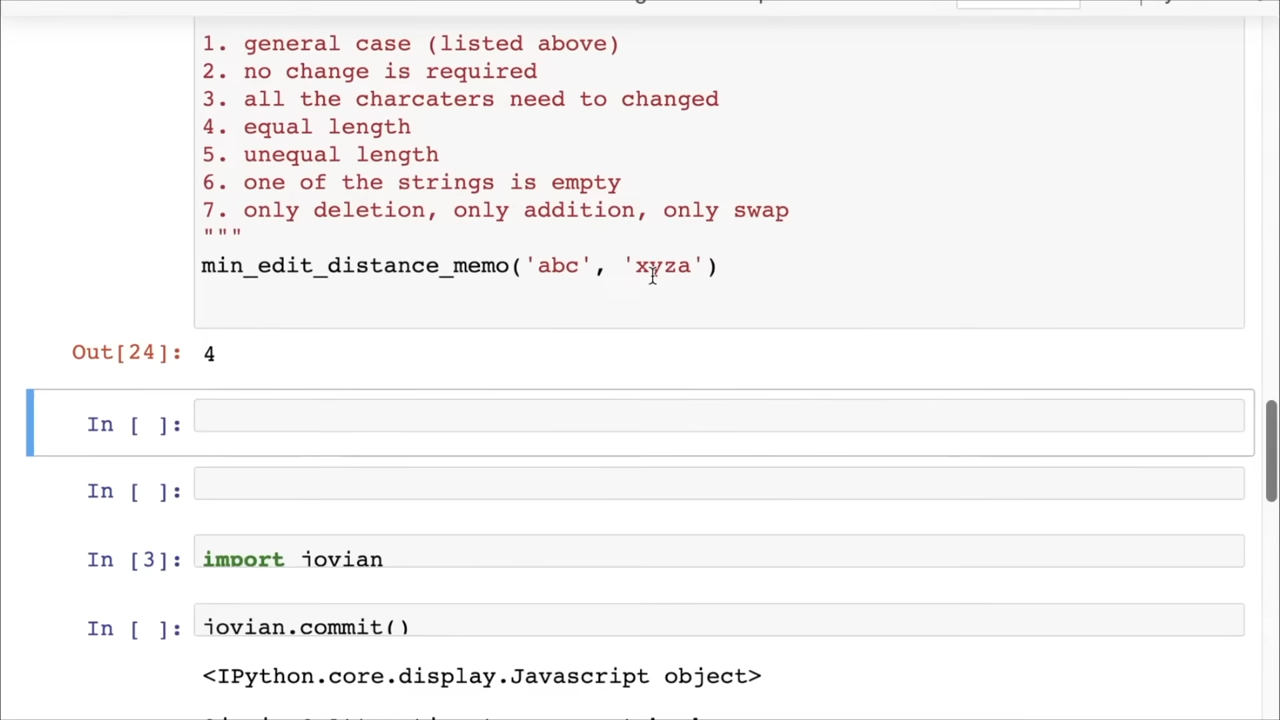 1. general case (listed above)
2. no change is required
3. all the charcaters need to changed
4. equal length
5. unequal length
6. one of the strings is empty
7. only deletion, only addition, only swap
"""
min_edit_distance_memo('abc', 'xyza')
Out[24]: 4
In [ ]:
In [ ]:
In [3]: import jovian
In [ ]: jovian.commit()
<IPython.core.display.Javascript object>